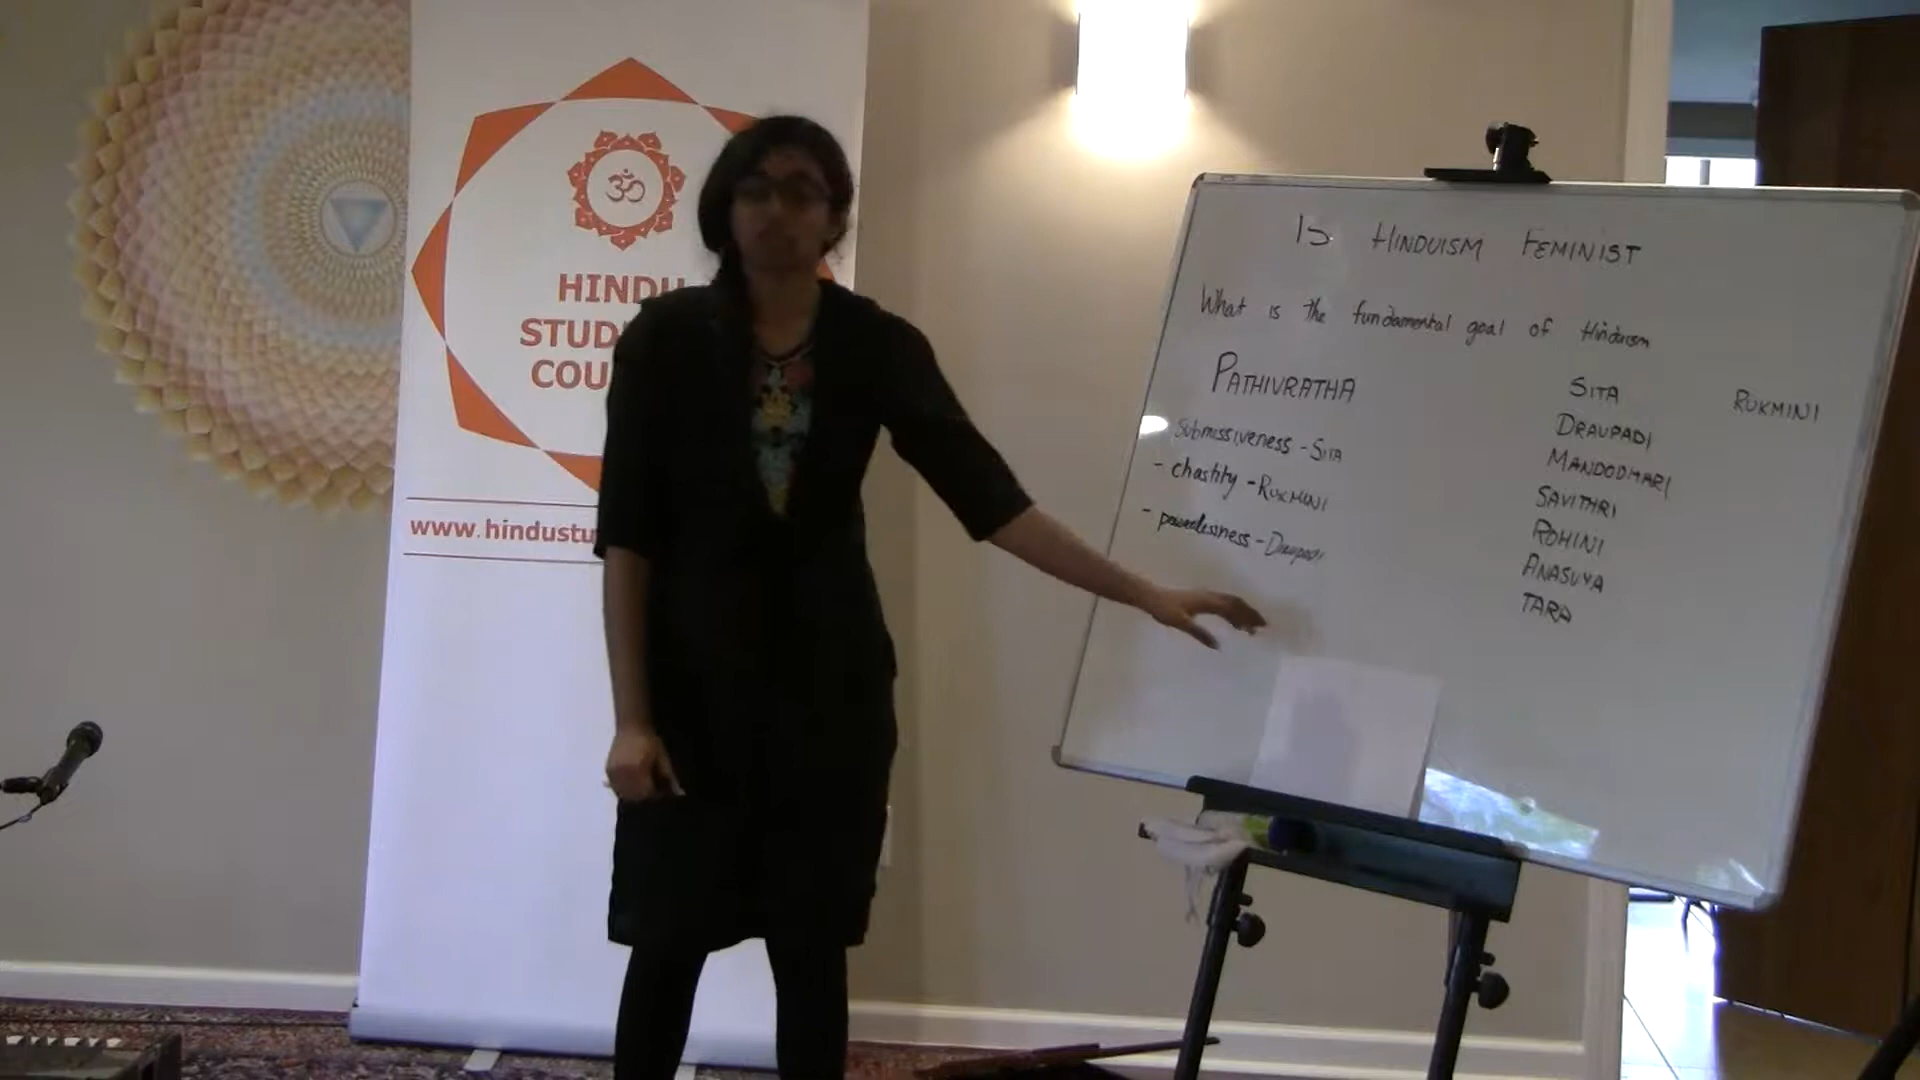 ॐ
HINDU
STUD
COU
www.hindustu
IS HINDUISM FEMINIST
What is the fundamental goal of Hinduism
PATHIVRATHA
Submissiveness - SITA
- chastity - RUKMINI
- powerlessness - Draupadi
SITA
DRAUPADI
MANDODHARI
SAVITHRI
ROHINI
ANASUYA
TARA
RUKMINI